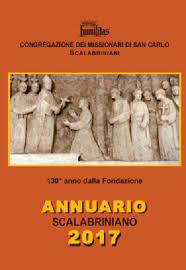 humilitas
CONGREGAZIONE DEI MISSIONARI DI SAN CARLO
SCALABRINIANI
130° anno dalla Fondazione
ANNUARIO
SCALABRINIANO
2017